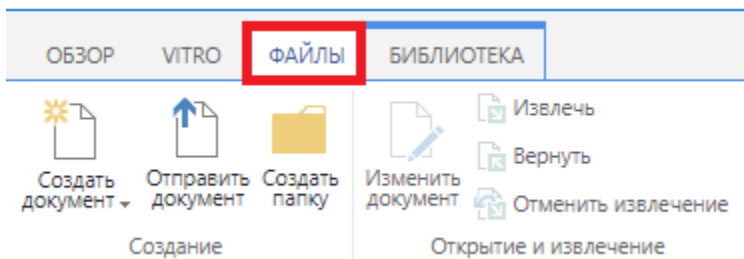 ОБЗОР VITRO ФАЙЛЫ БИБЛИОТЕКА
Создать документ
Отправить документ
Создать папку
Изменить документ
Извлечь
Вернуть
Отменить извлечение
Создание
Открытие и извлечение